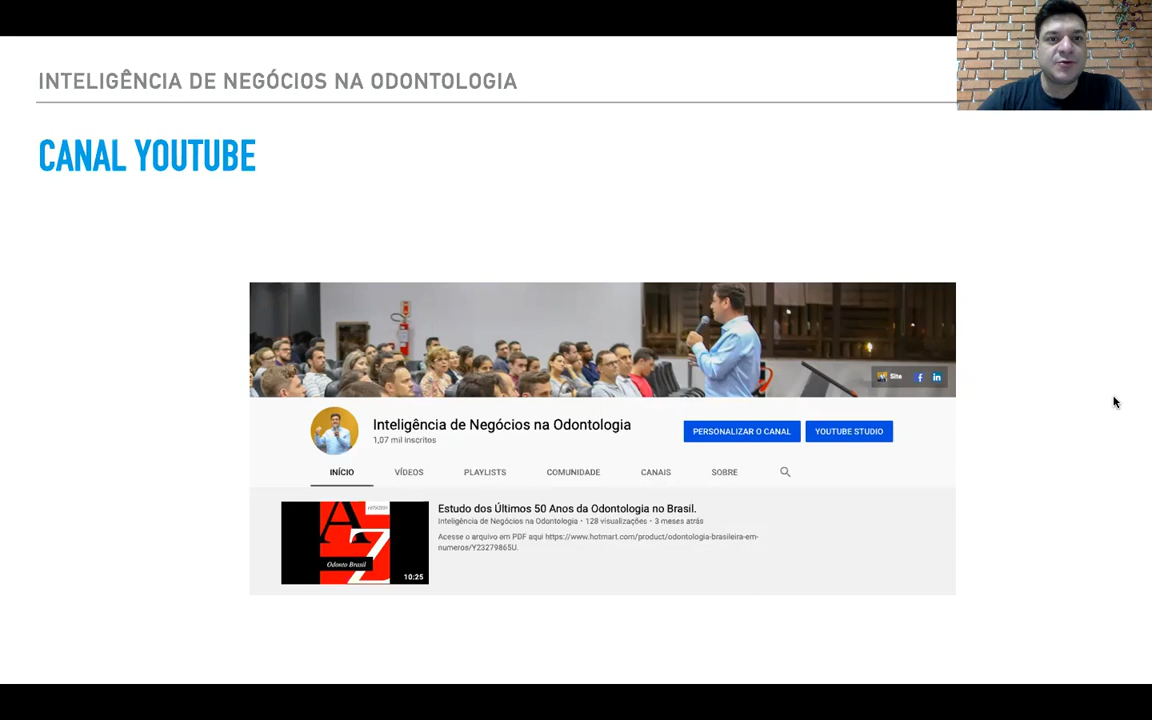 INTELIGÊNCIA DE NEGÓCIOS NA ODONTOLOGIA
CANAL YOUTUBE
Site
Inteligência de Negócios na Odontologia
1,07 mil inscritos
PERSONALIZAR O CANAL
YOUTUBE STUDIO
INÍCIO VÍDEOS PLAYLISTS COMUNIDADE CANAIS SOBRE
A
Z
Odonto Brasil
10:25
Estudo dos Últimos 50 Anos da Odontologia no Brasil.
Inteligência de Negócios na Odontologia • 128 visualizações • 3 meses atrás
Acesse o arquivo em PDF aqui https://www.hotmart.com/product/odontologia-brasileira-em-
numeros/Y23279865U.